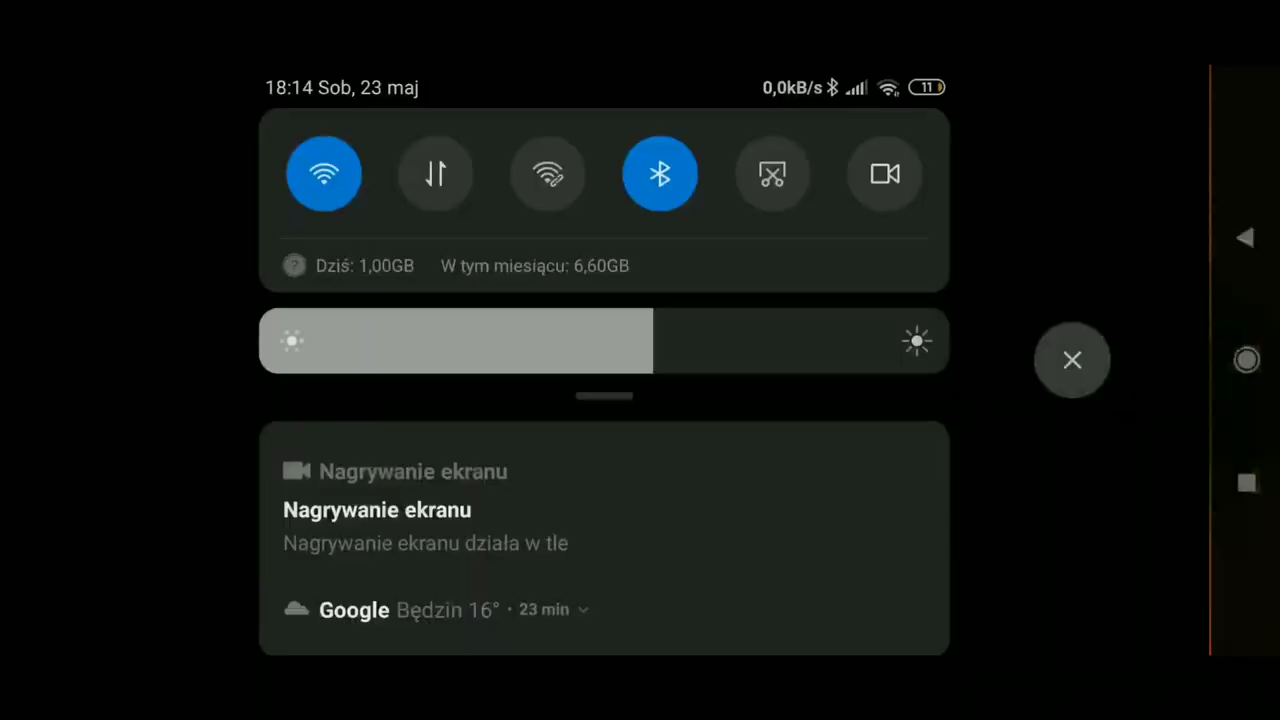 18:14 Sob, 23 maj
0,0kB/s 11
Dziś: 1,00GB W tym miesiącu: 6,60GB
Nagrywanie ekranu
Nagrywanie ekranu
Nagrywanie ekranu działa w tle
Google Będzin 16° · 23 min